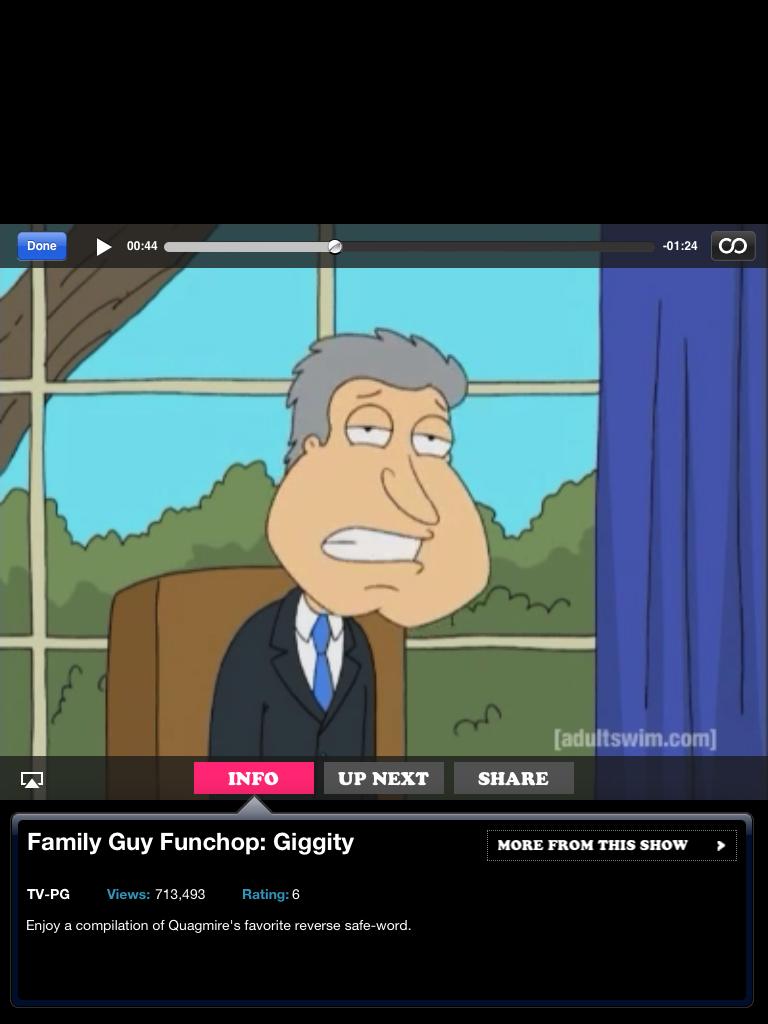 Done 00:44 -01:24
[adultswim.com]
INFO UP NEXT SHARE
Family Guy Funchop: Giggity MORE FROM THIS SHOW >
TV-PG Views: 713,493 Rating: 6
Enjoy a compilation of Quagmire's favorite reverse safe-word.